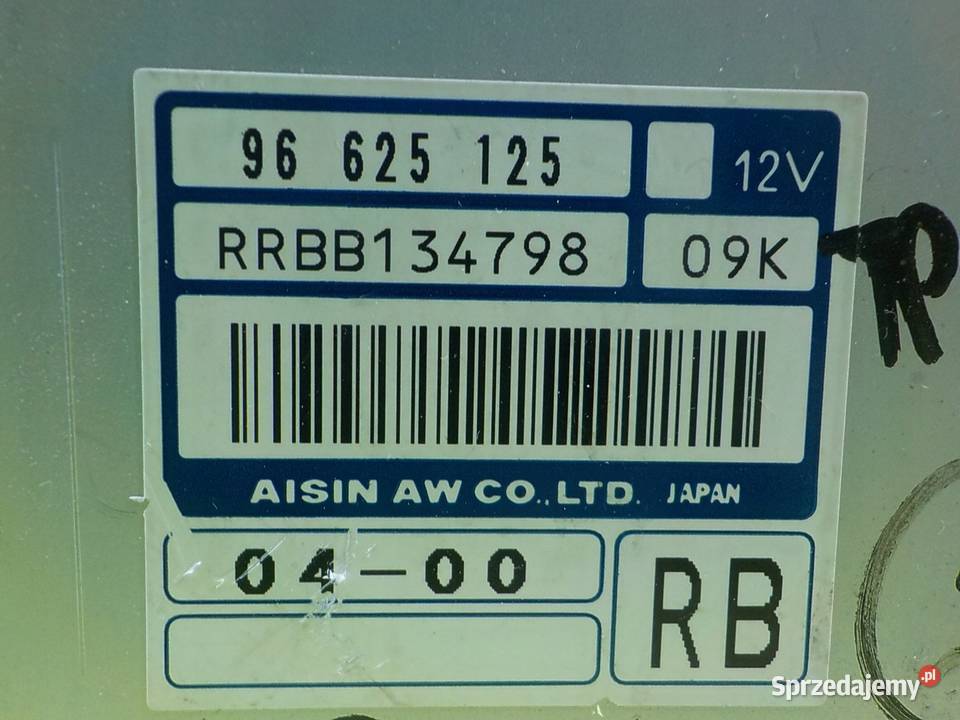 96 625 125
12V
RRBB134798
09K
AISIN AW CO.,LTD. JAPAN
04-00
RB
Sprzedajemy.pl